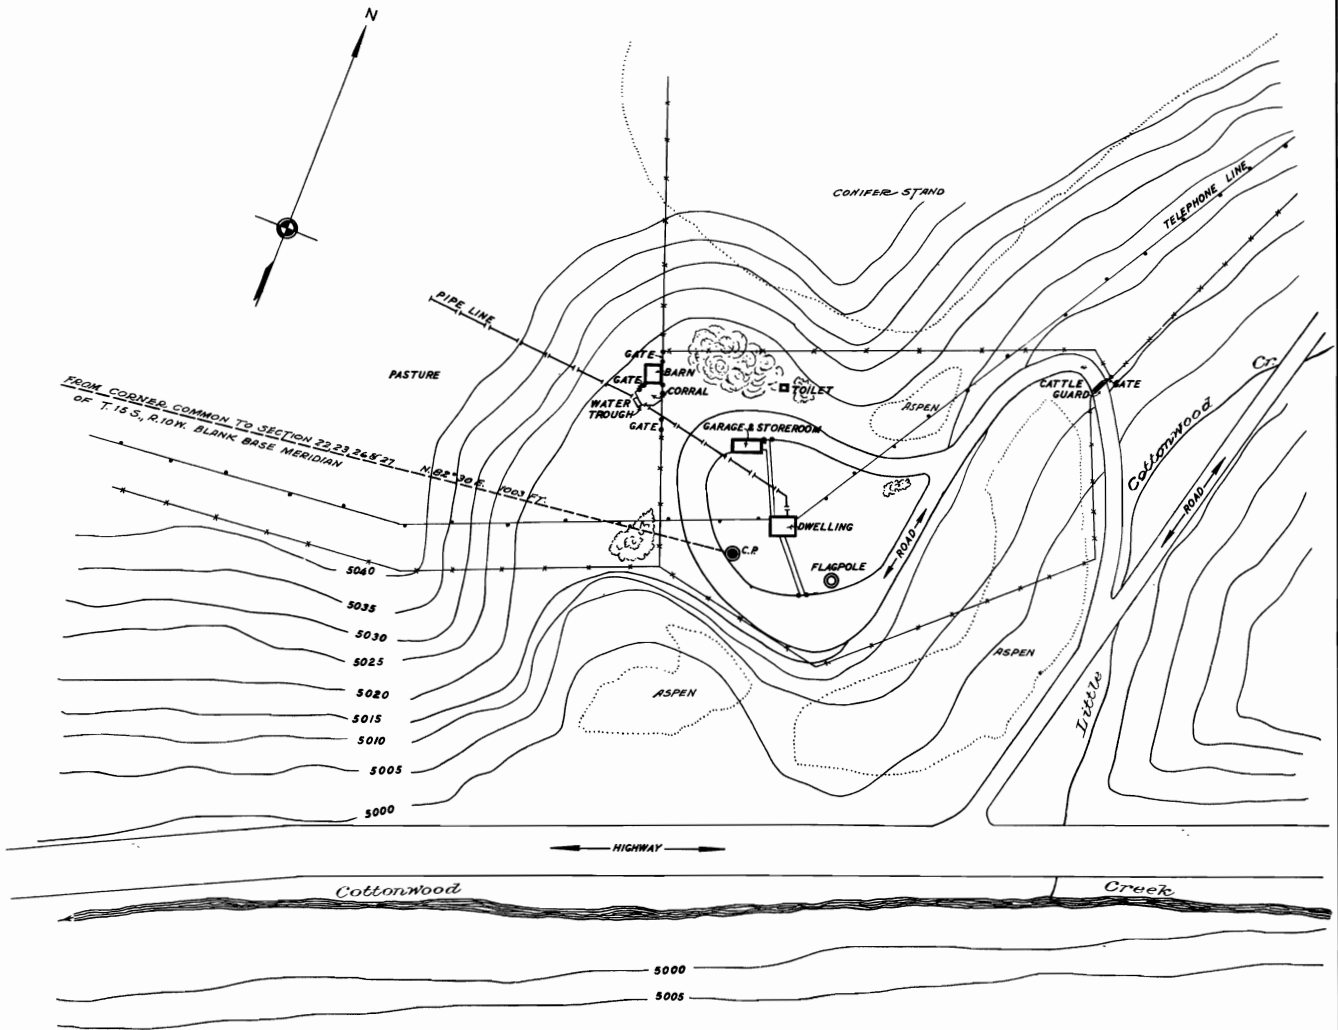 N
CONIFER STAND
TELEPHONE LINE
PIPE LINE
GATE
PASTURE
BARN
GATE
CORRAL
TOILET
CATTLE
GUARD
GATE
Cr.
WATER
TROUGH
ASPEN
Cottonwood
GATE
GARAGE & STOREROOM
FROM CORNER COMMON TO SECTION 22,23,26 & 27
OF T. 15 S., R. 10 W. BLANK BASE MERIDIAN
N. 82° 30 E. 1003 FT.
ROAD
DWELLING
ROAD
C.P.
FLAGPOLE
5040
5035
5030
5025
ASPEN
5020
ASPEN
Little
5015
5010
5005
5000
HIGHWAY
Cottonwood
Creek
5000
5005